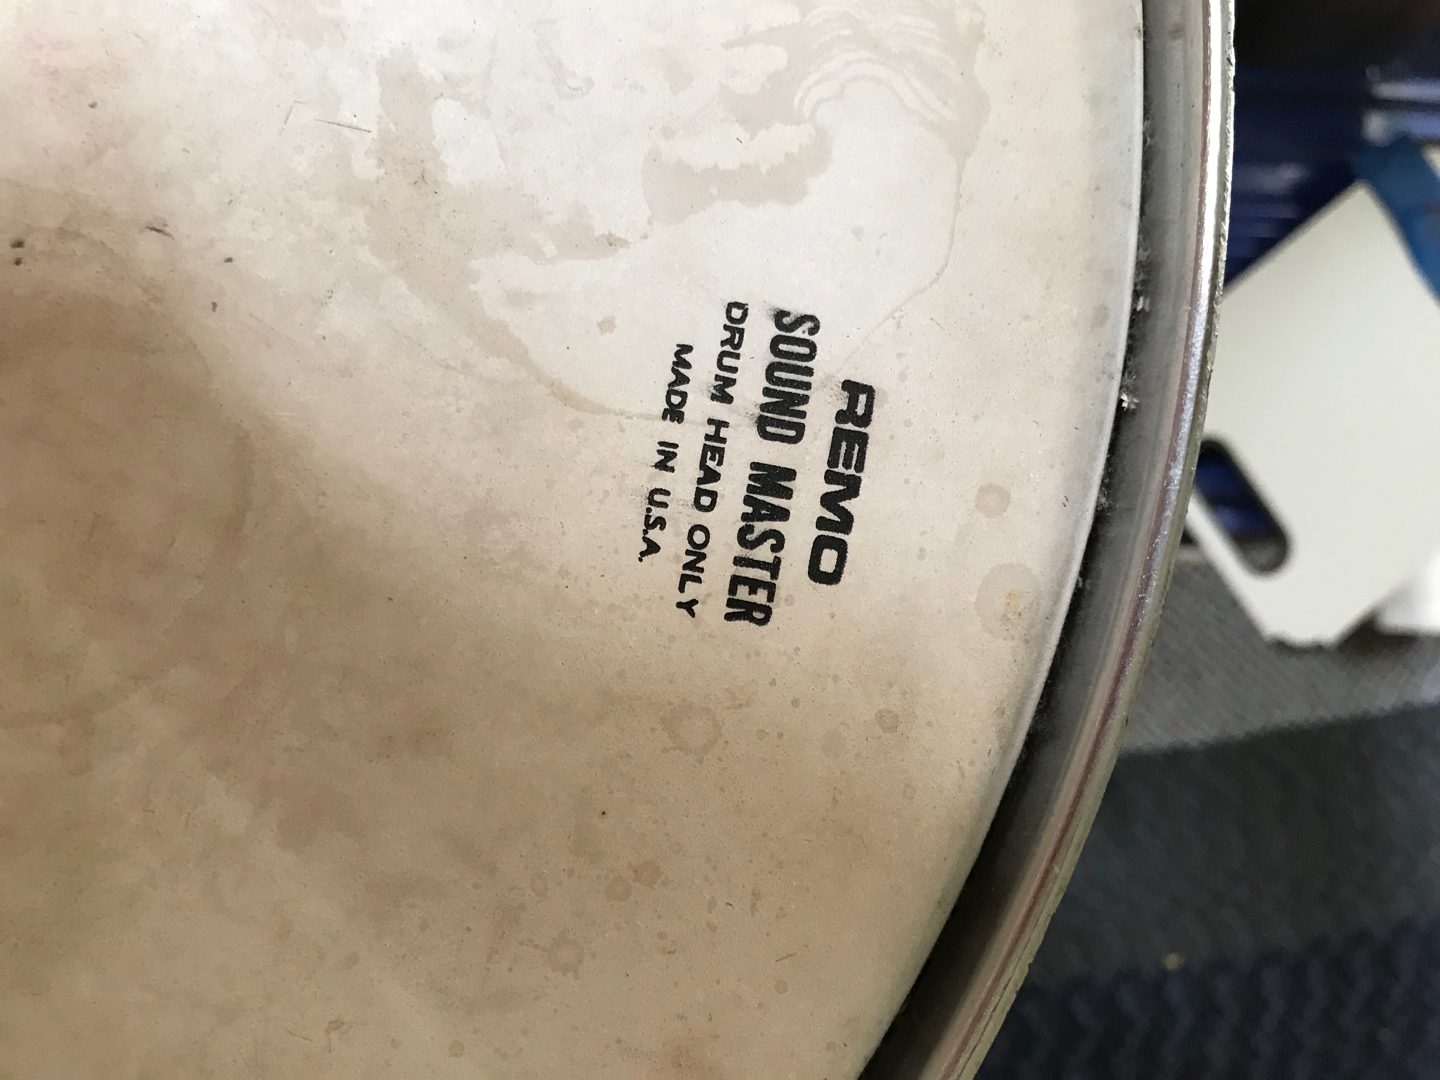 REMO
SOUND MASTER
DRUM HEAD ONLY
MADE IN U.S.A.